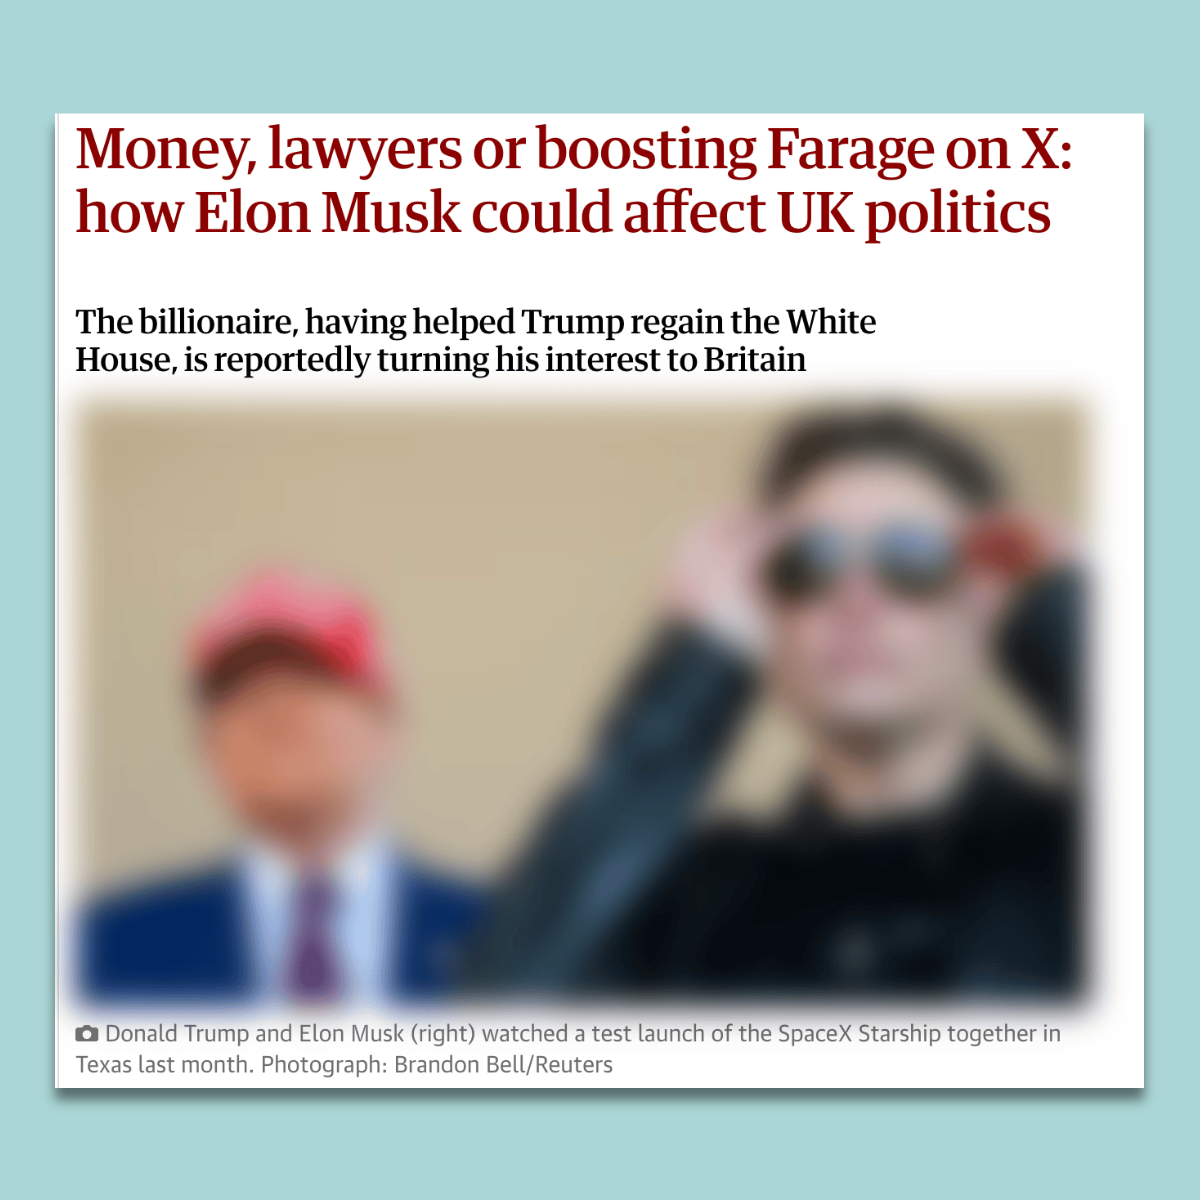 Money, lawyers or boosting Farage on X:
how Elon Musk could affect UK politics
The billionaire, having helped Trump regain the White
House, is reportedly turning his interest to Britain
Donald Trump and Elon Musk (right) watched a test launch of the SpaceX Starship together in
Texas last month. Photograph: Brandon Bell/Reuters